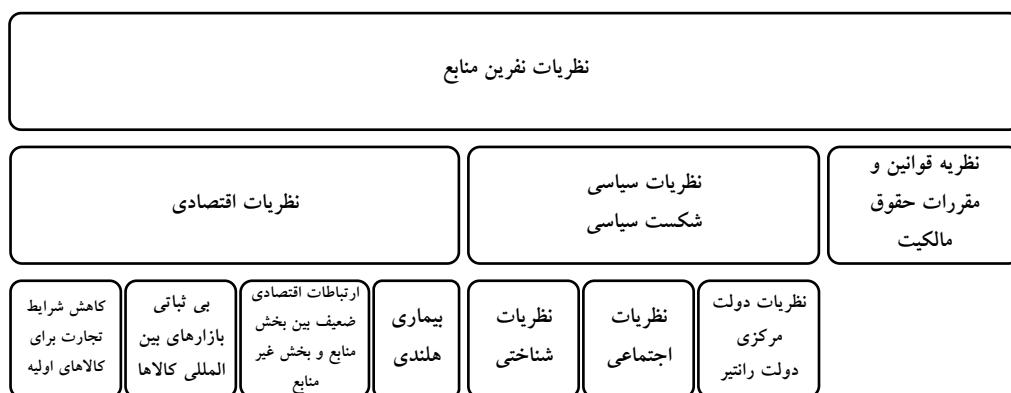 نظریات نفرین منابع
نظریه قوانین و
مقررات حقوق
مالکیت
نظریات سیاسی
شکست سیاسی
نظریات اقتصادی
نظریات دولت
مرکزی
دولت رانتیر
نظریات
اجتماعی
نظریات
شناختی
بیماری
هلندی
ارتباطات اقتصادی
ضعیف بین بخش
منابع و بخش غیر
منابع
بی ثباتی
بازارهای بین
المللی کالاها
کاهش شرایط
تجارت برای
کالاهای اولیه